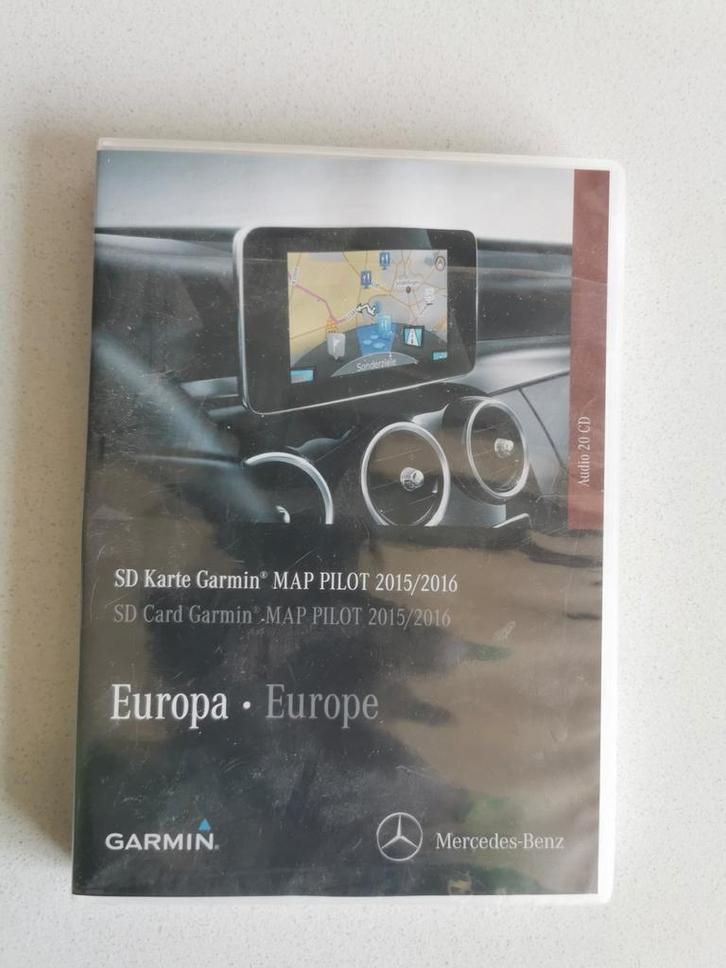 Sonderziele
Audio 20 CD
SD Karte Garmin® MAP PILOT 2015/2016
SD Card Garmin® MAP PILOT 2015/2016
Europa · Europe
GARMIN®
Mercedes-Benz